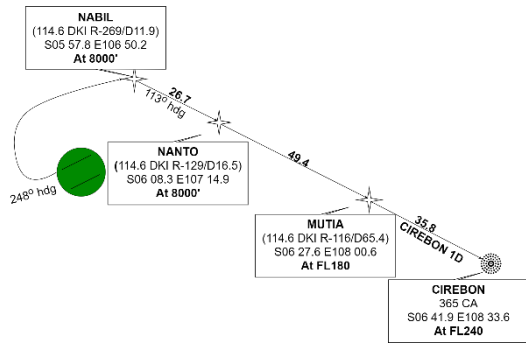 NABIL
(114.6 DKI R-269/D11.9)
S05 57.8 E106 50.2
At 8000'
26.7
113º hdg
NANTO
(114.6 DKI R-129/D16.5)
S06 08.3 E107 14.9
At 8000'
248º hdg
49.4
MUTIA
(114.6 DKI R-116/D65.4)
S06 27.6 E108 00.6
At FL180
35.8
CIREBON 1D
CIREBON
365 CA
S06 41.9 E108 33.6
At FL240